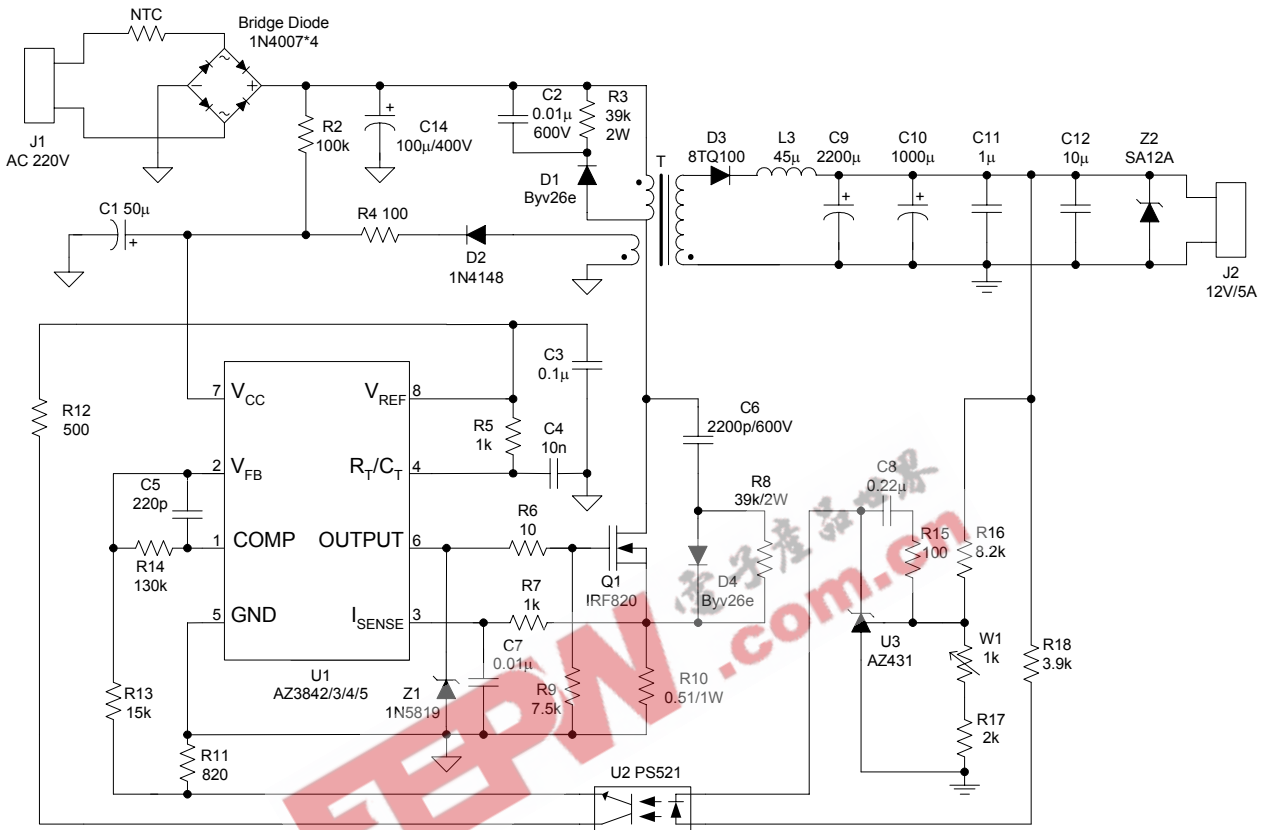 NTC
Bridge Diode
1N4007*4
J1
AC 220V
R2
100k
C14
100μ/400V
C2
0.01μ
600V
R3
39k
2W
D1
Byv26e
T
D3
8TQ100
L3
45μ
C9
2200μ
C10
1000μ
C11
1μ
C12
10μ
Z2
SA12A
J2
12V/5A
C1 50μ
R4 100
D2
1N4148
R12
500
7 VCC
VREF 8
2 VFB
RT/CT 4
1 COMP
OUTPUT 6
5 GND
ISENSE 3
U1
AZ3842/3/4/5
C3
0.1μ
R5
1k
C4
10n
C5
220p
R14
130k
R13
15k
R11
820
R6
10
R7
1k
C7
0.01μ
Z1
1N5819
R9
7.5k
Q1
IRF820
R10
0.51/1W
C6
2200p/600V
R8
39k/2W
D4
Byv26e
C8
0.22μ
R15
100
R16
8.2k
U3
AZ431
W1
1k
R17
2k
R18
3.9k
U2 PS521
電子產品世界
EEPW
.com.cn